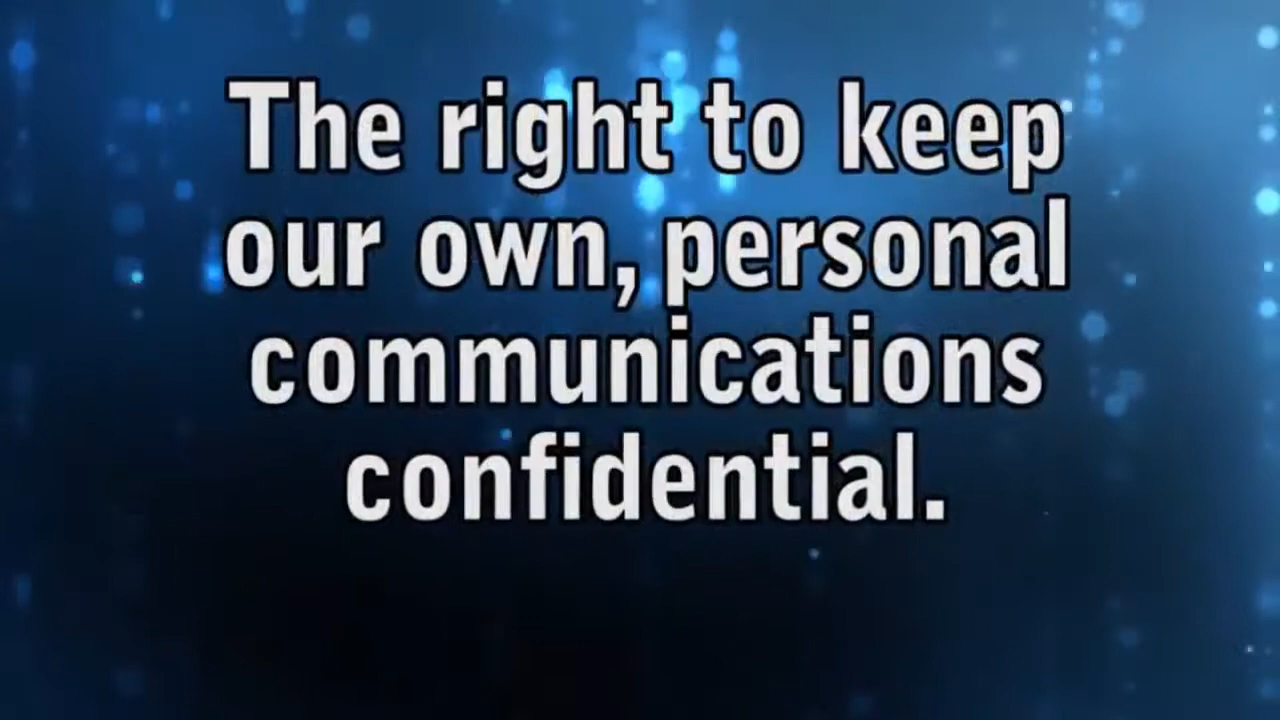 The right to keep
our own, personal
communications
confidential.